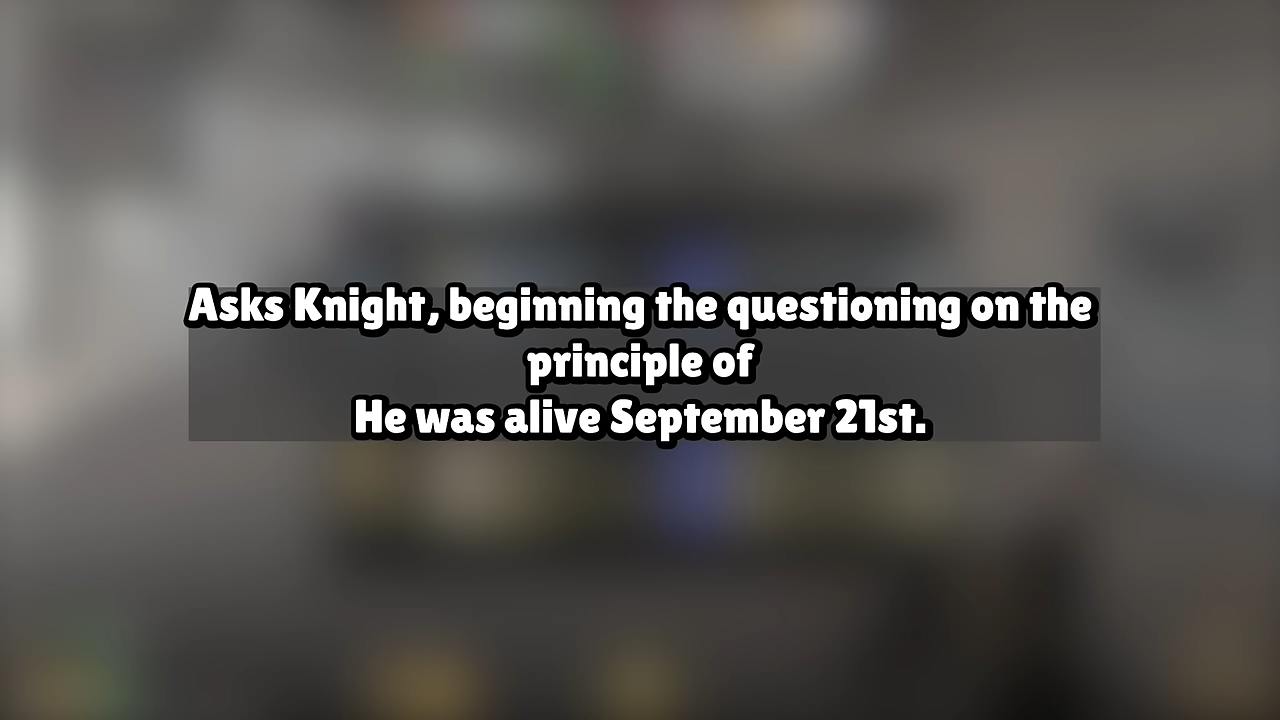 Asks Knight, beginning the questioning on the
principle of
He was alive September 21st.